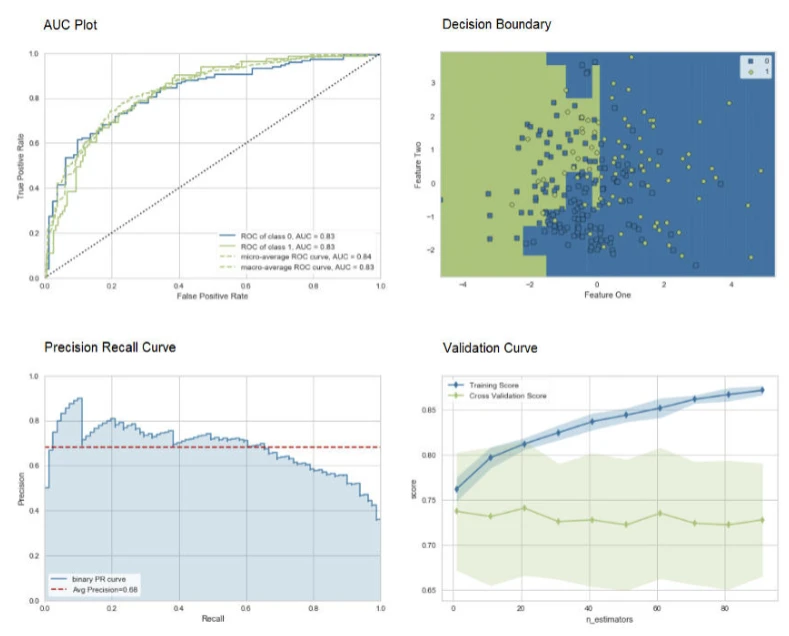 AUC Plot
1.0
0.8
0.6
0.4
0.2
0.0
True Positive Rate
0.0 0.2 0.4 0.6 0.8 1.0
False Positive Rate
ROC of class 0, AUC = 0.83
ROC of class 1, AUC = 0.83
micro-average ROC curve, AUC = 0.84
macro-average ROC curve, AUC = 0.83
Decision Boundary
0
1
3
2
1
0
−1
−2
Feature Two
−4 −2 0 2 4
Feature One
Precision Recall Curve
1.0
0.8
0.6
0.4
0.2
0.0
Precision
binary PR curve
Avg Precision=0.68
0.0 0.2 0.4 0.6 0.8 1.0
Recall
Validation Curve
Training Score
Cross Validation Score
0.85
0.80
0.75
0.70
0.65
score
0 20 40 60 80
n_estimators